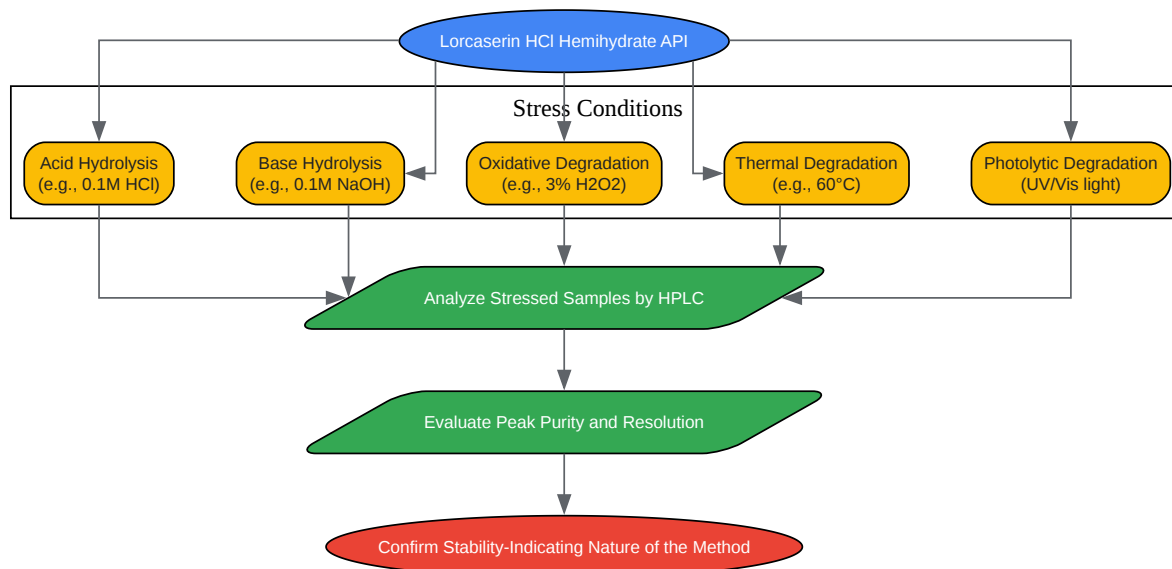 Lorcaserin HCl Hemihydrate API
Stress Conditions
Acid Hydrolysis
(e.g., 0.1M HCl)
Base Hydrolysis
(e.g., 0.1M NaOH)
Oxidative Degradation
(e.g., 3% H2O2)
Thermal Degradation
(e.g., 60°C)
Photolytic Degradation
(UV/Vis light)
Analyze Stressed Samples by HPLC
Evaluate Peak Purity and Resolution
Confirm Stability-Indicating Nature of the Method